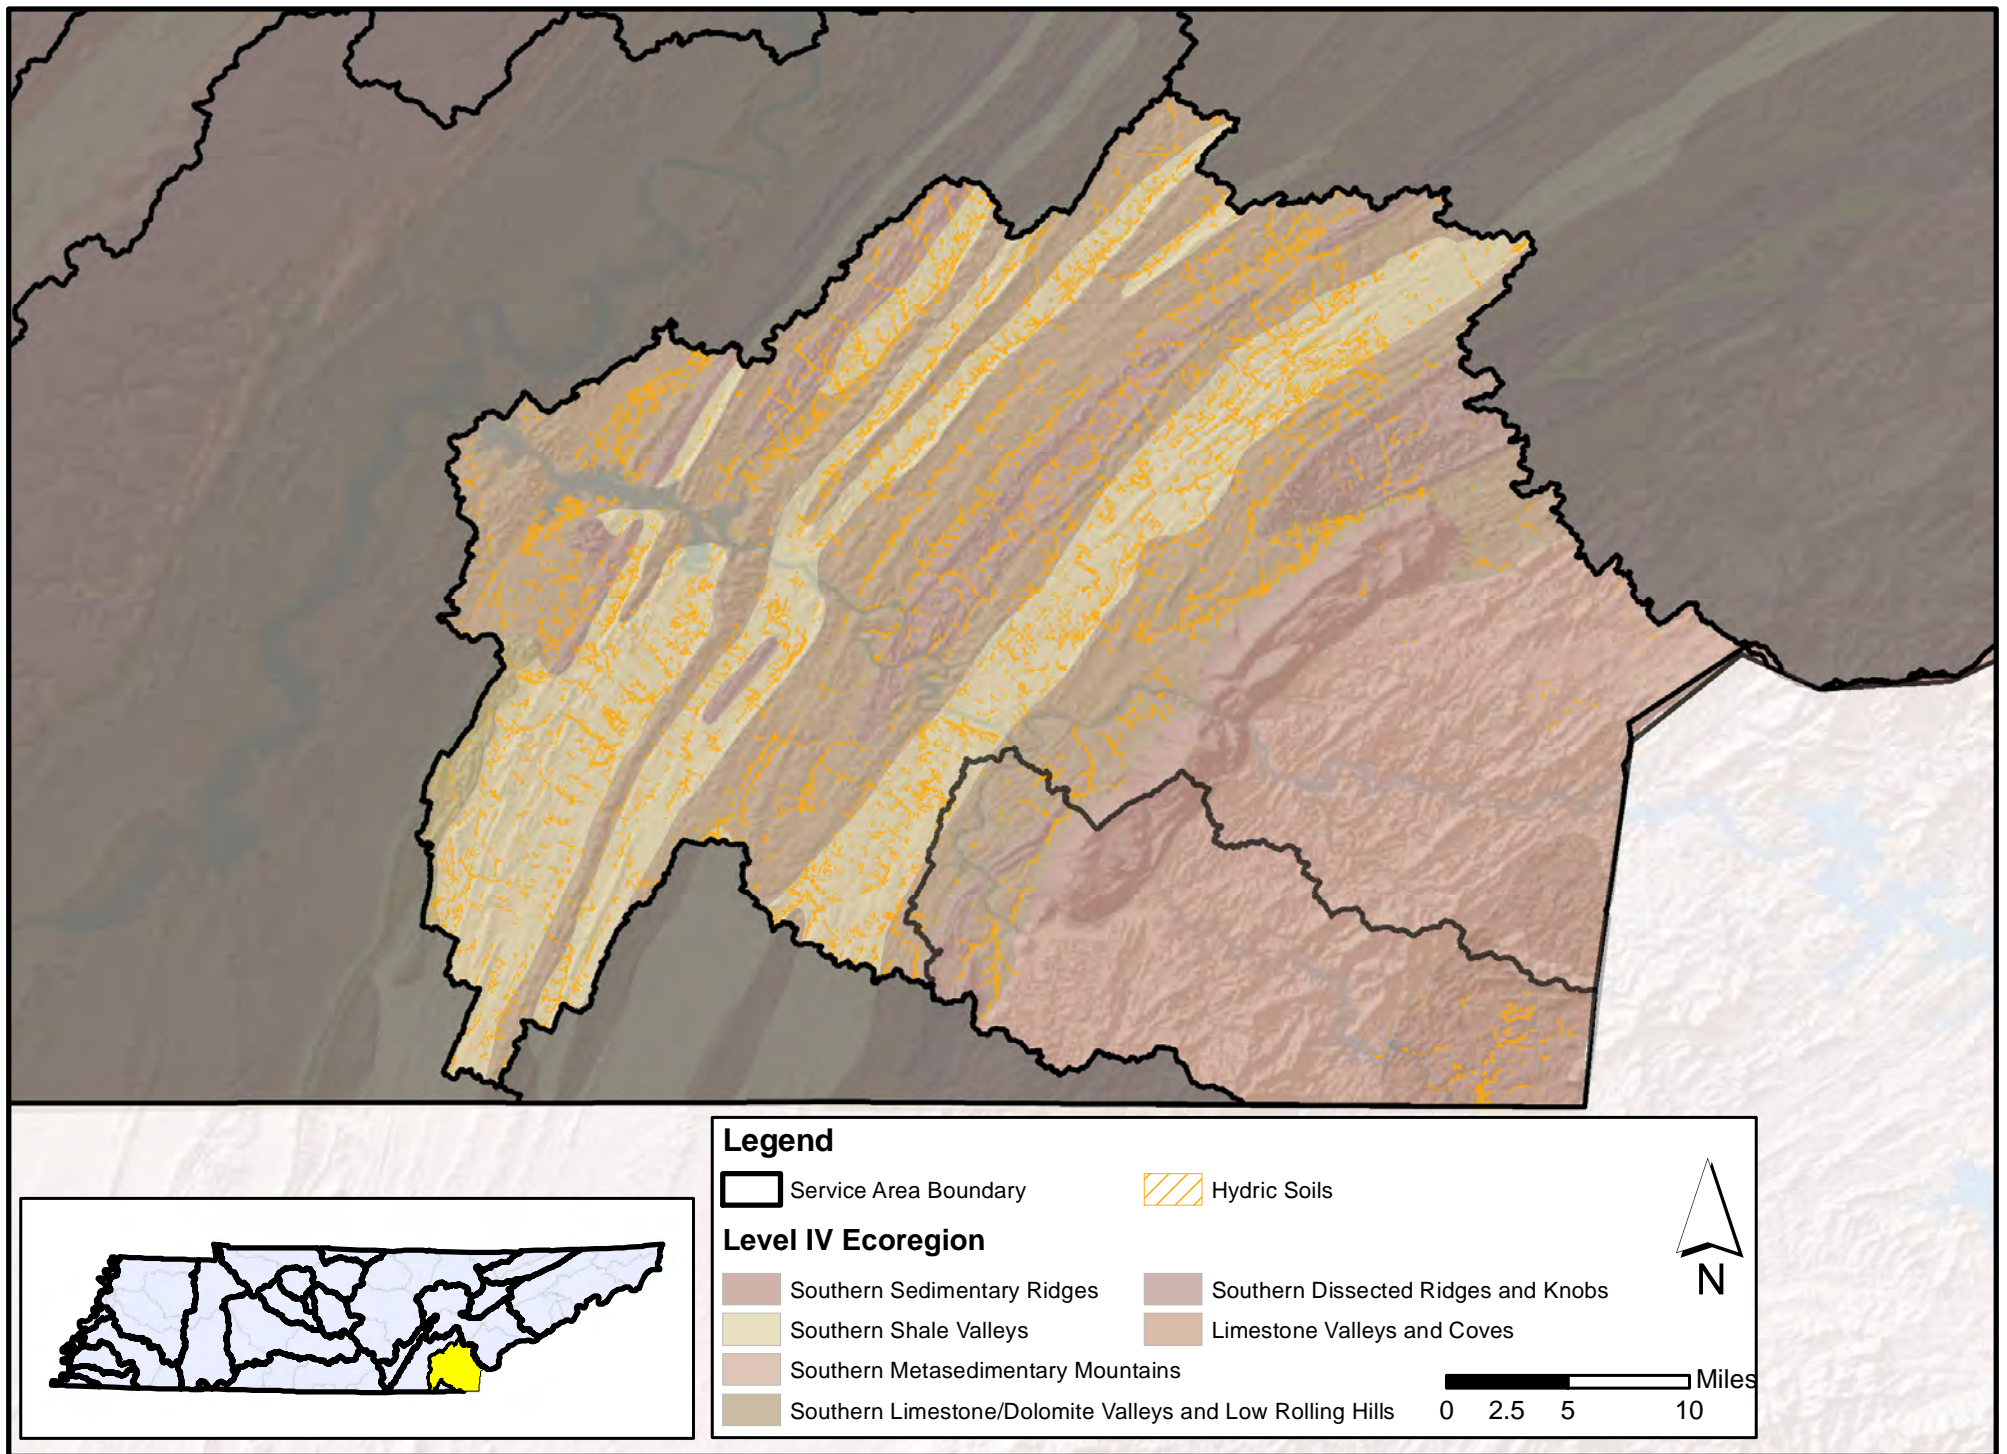 Legend
Service Area Boundary
Hydric Soils
Level IV Ecoregion
Southern Sedimentary Ridges
Southern Dissected Ridges and Knobs
Southern Shale Valleys
Limestone Valleys and Coves
Southern Metasedimentary Mountains
Southern Limestone/Dolomite Valleys and Low Rolling Hills
N
Miles
0 2.5 5 10